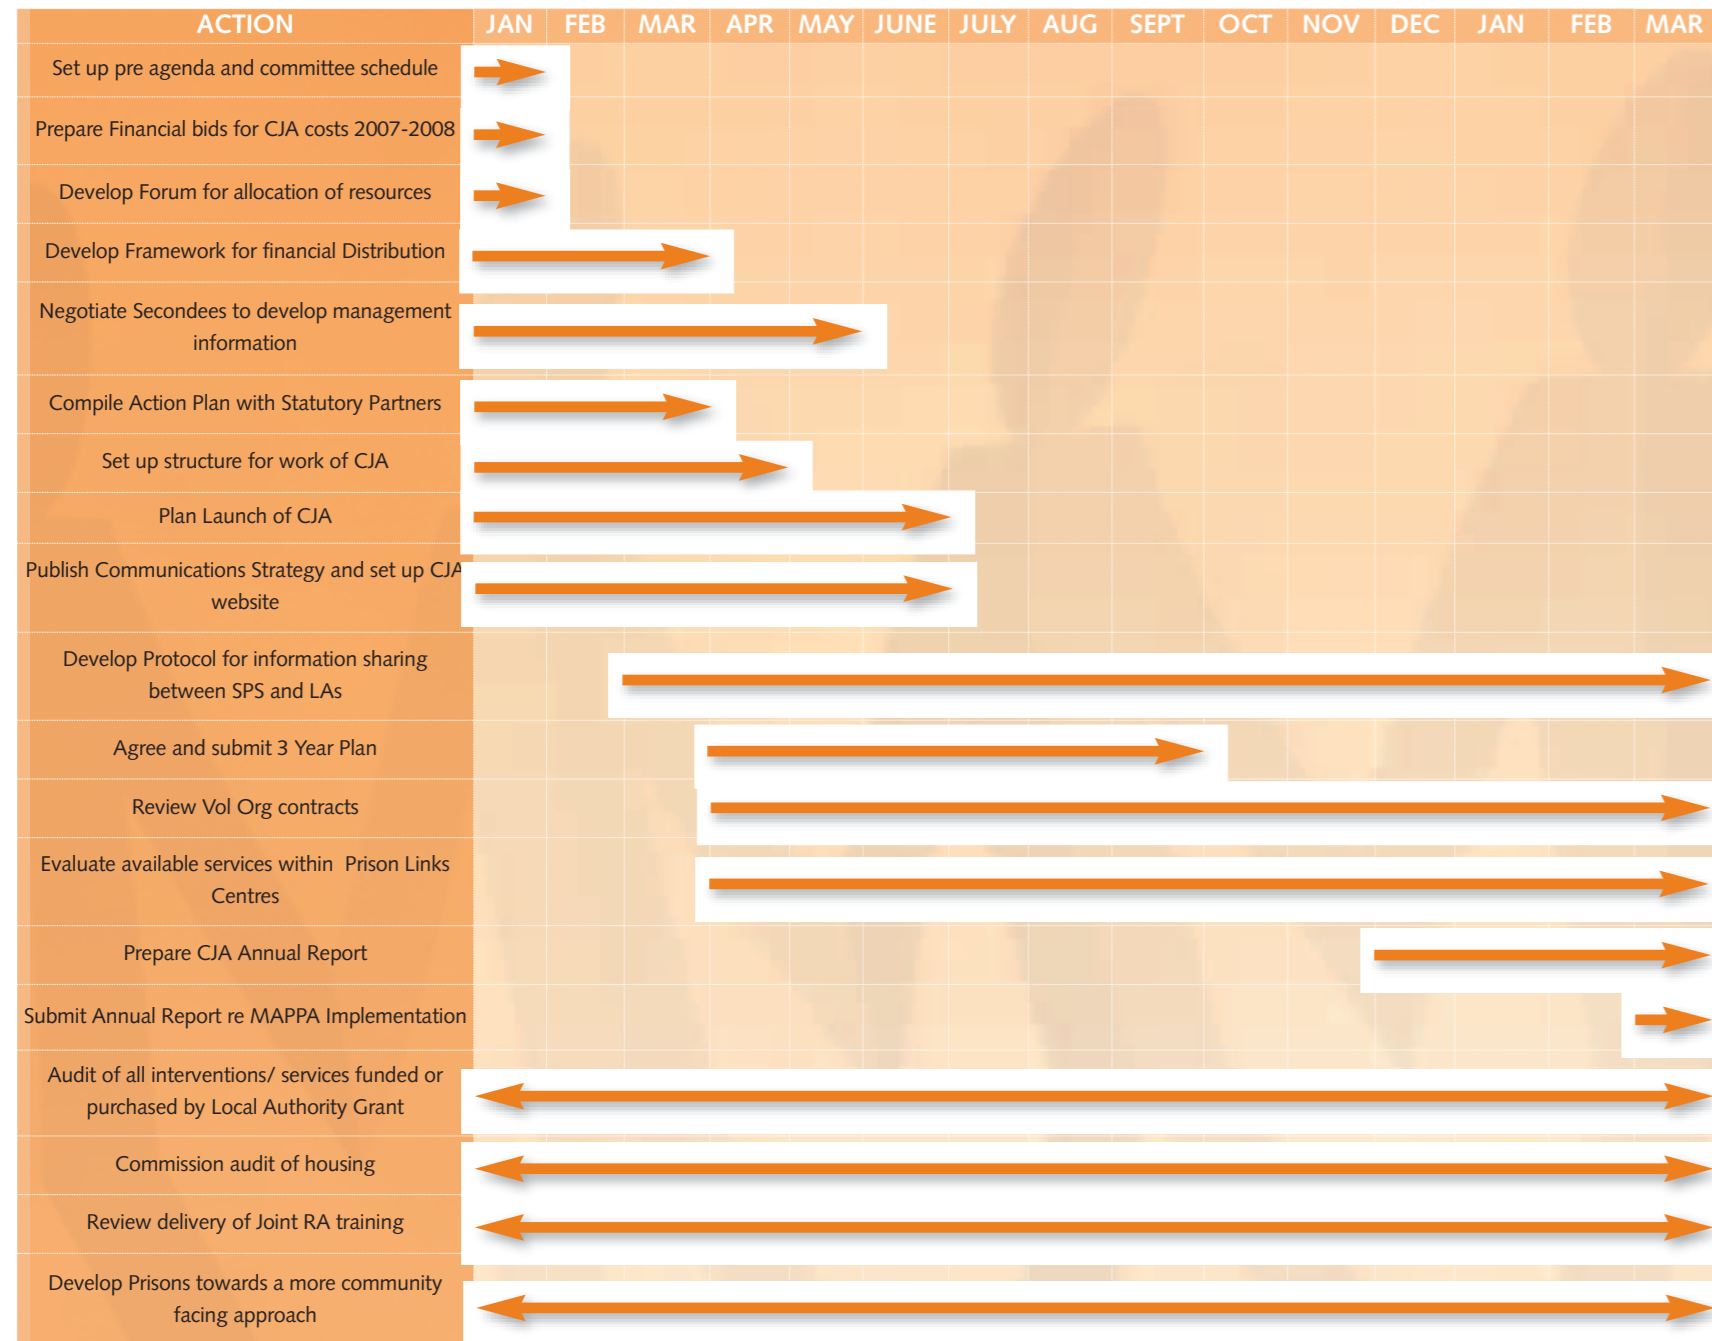 ACTION JAN FEB MAR APR MAY JUNE JULY AUG SEPT OCT NOV DEC JAN FEB MAR
Set up pre agenda and committee schedule
Prepare Financial bids for CJA costs 2007-2008
Develop Forum for allocation of resources
Develop Framework for financial Distribution
Negotiate Secondees to develop management
information
Compile Action Plan with Statutory Partners
Set up structure for work of CJA
Plan Launch of CJA
Publish Communications Strategy and set up CJA
website
Develop Protocol for information sharing
between SPS and LAs
Agree and submit 3 Year Plan
Review Vol Org contracts
Evaluate available services within Prison Links
Centres
Prepare CJA Annual Report
Submit Annual Report re MAPPA Implementation
Audit of all interventions/ services funded or
purchased by Local Authority Grant
Commission audit of housing
Review delivery of Joint RA training
Develop Prisons towards a more community
facing approach